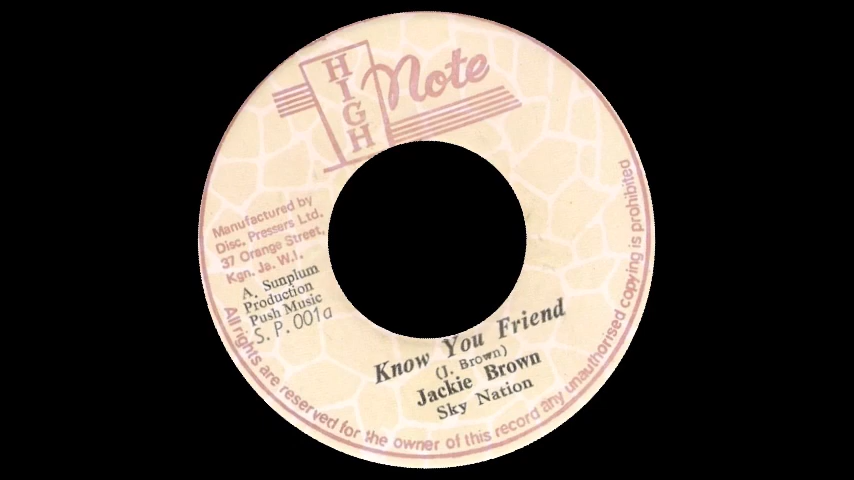 HIGH Note
Manufactured by
Disc. Pressers Ltd.
37 Orange Street,
Kgn. Ja. W.I.
A. Sunplum
Production
Push Music
S.P. 001a
Know You Friend
(J. Brown)
Jackie Brown
Sky Nation
All rights are reserved for the owner of this record any unauthorised copying is prohibited